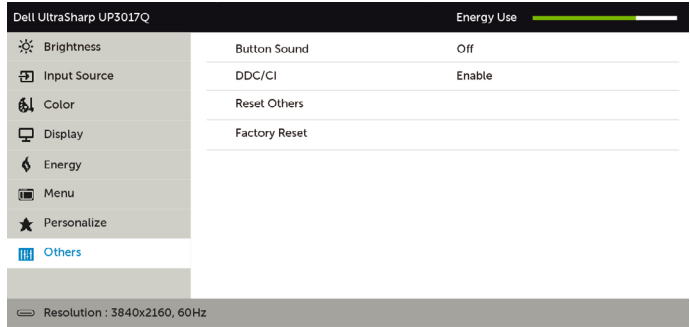 Dell UltraSharp UP3017Q Energy Use
Brightness
Input Source
Color
Display
Energy
Menu
Personalize
Others
Button Sound Off
DDC/CI Enable
Reset Others
Factory Reset
Resolution : 3840x2160, 60Hz